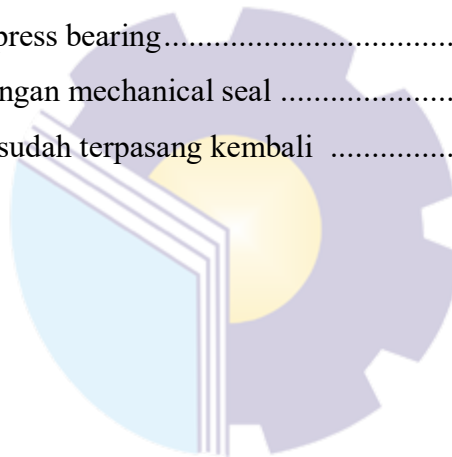 press bearing..................................
ngan mechanical seal ......................
sudah terpasang kembali ................